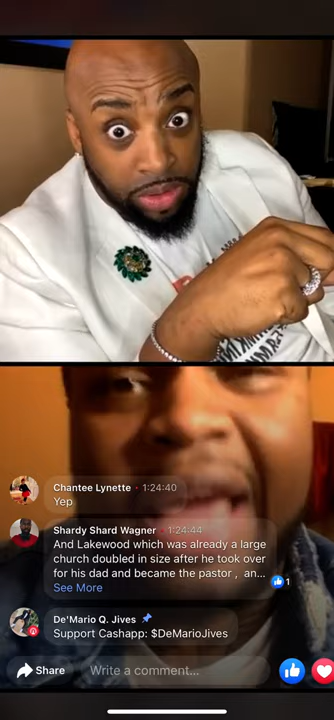 Chantee Lynette • 1:24:40
Yep
Shardy Shard Wagner • 1:24:44
And Lakewood which was already a large
church doubled in size after he took over
for his dad and became the pastor , an...
See More
1
De'Mario Q. Jives
Support Cashapp: $DeMarioJives
Share
Write a comment...